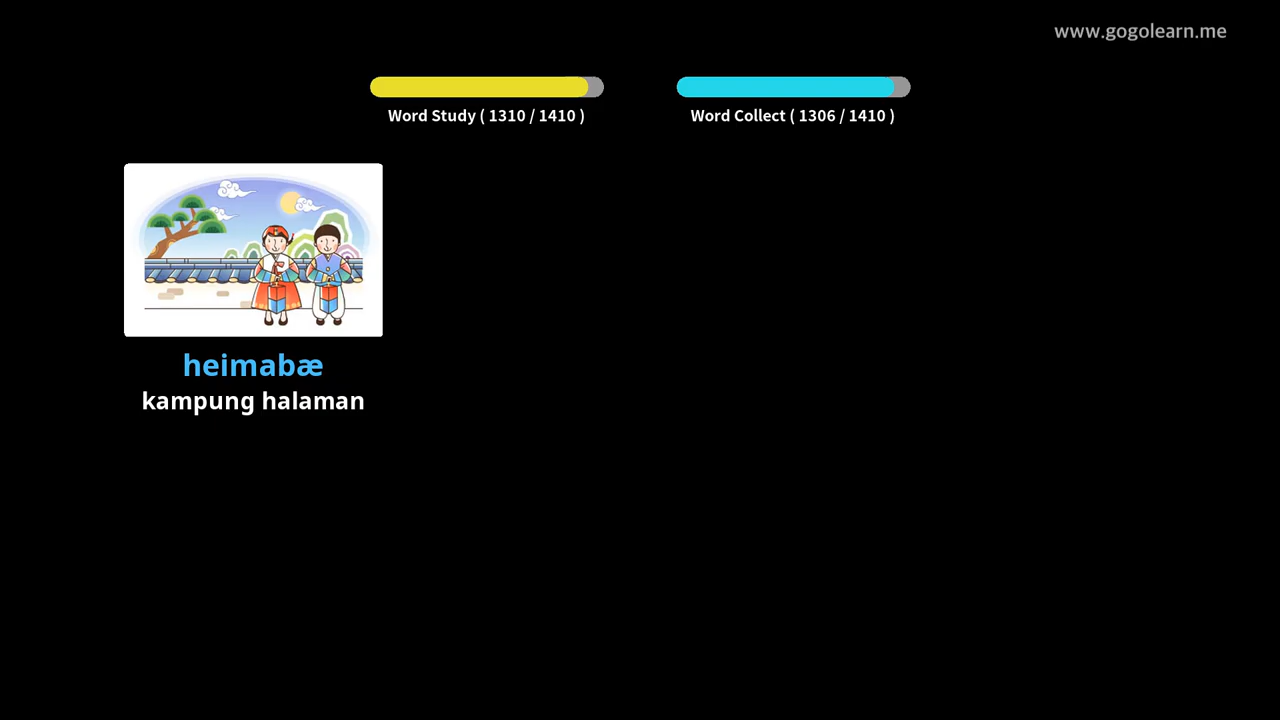 www.gogolearn.me
Word Study ( 1310 / 1410 )
Word Collect ( 1306 / 1410 )
heimabæ
kampung halaman